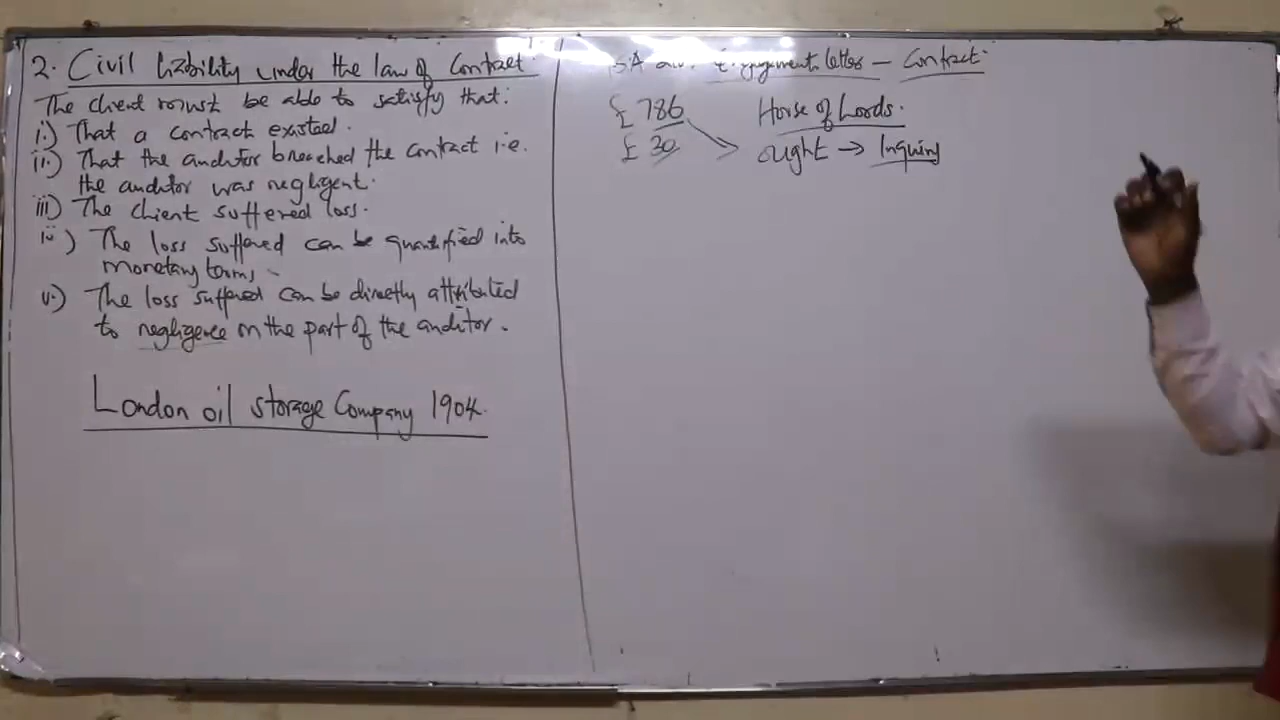 2. Civil liability under the law of Contract.
The client must be able to satisfy that:
i.) That a contract existed.
ii.) That the auditor breached the contract i.e.
the auditor was negligent.
iii) The client suffered loss.
iv) The loss suffered can be quantified into
monetary terms.
v.) The loss suffered can be directly attributed
to negligence on the part of the auditor.
London oil storage Company 1904.
Engagement letter – Contract.
£ 786 House of Lords.
£ 30 ought → Inquiry